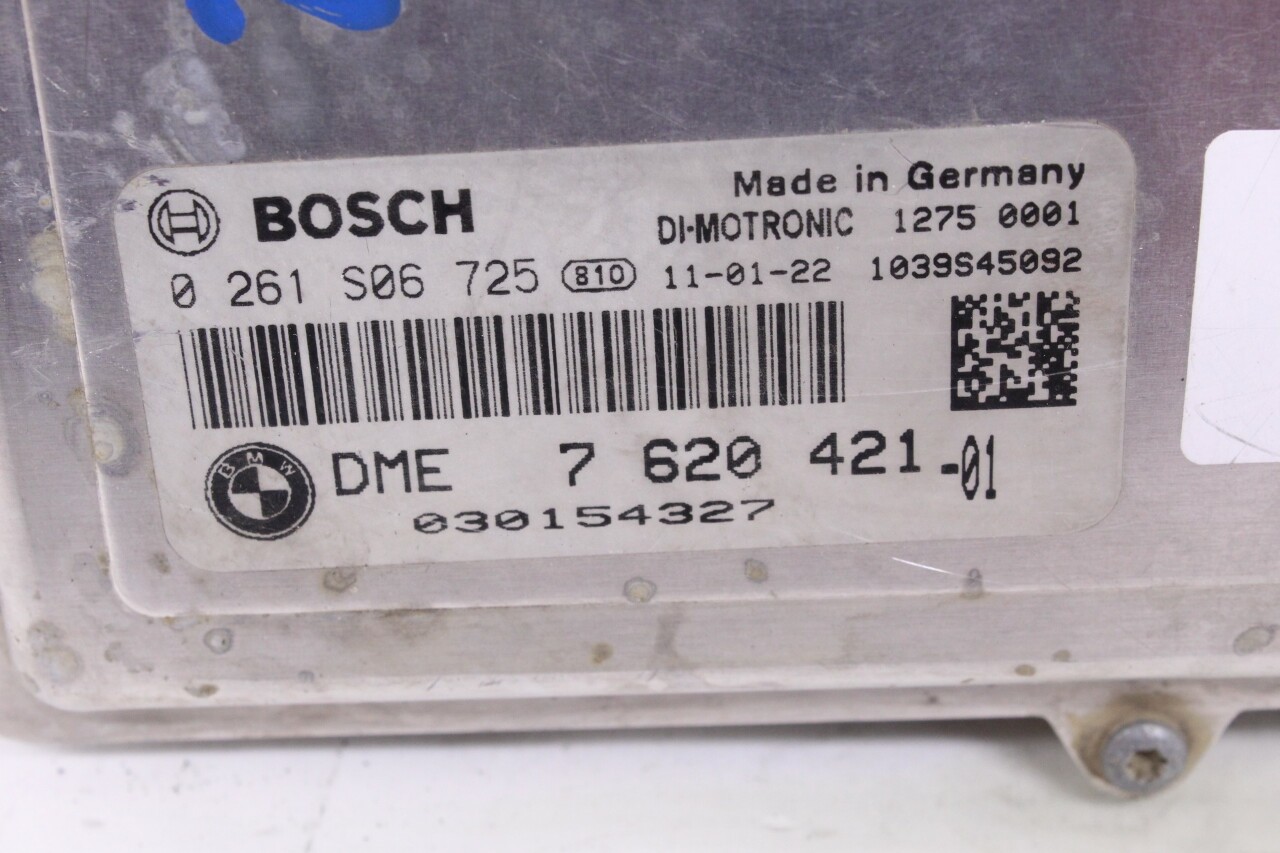 Made in Germany
BOSCH DI-MOTRONIC 1275 0001
0 261 S06 725 810 11-01-22 1039S45092
BMW DME 7 620 421-01
030154327